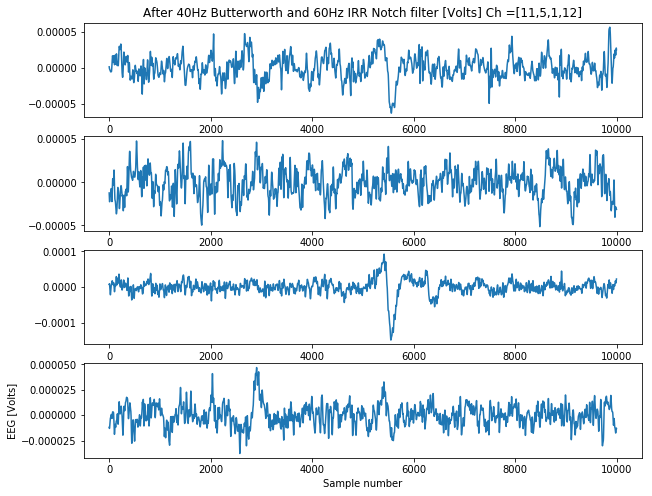 After 40Hz Butterworth and 60Hz IRR Notch filter [Volts] Ch =[11,5,1,12]
0.00005
0.00000
−0.00005
0 2000 4000 6000 8000 10000
0.00005
0.00000
−0.00005
0 2000 4000 6000 8000 10000
0.0001
0.0000
−0.0001
0 2000 4000 6000 8000 10000
0.000050
0.000025
0.000000
−0.000025
EEG [Volts]
0 2000 4000 6000 8000 10000
Sample number